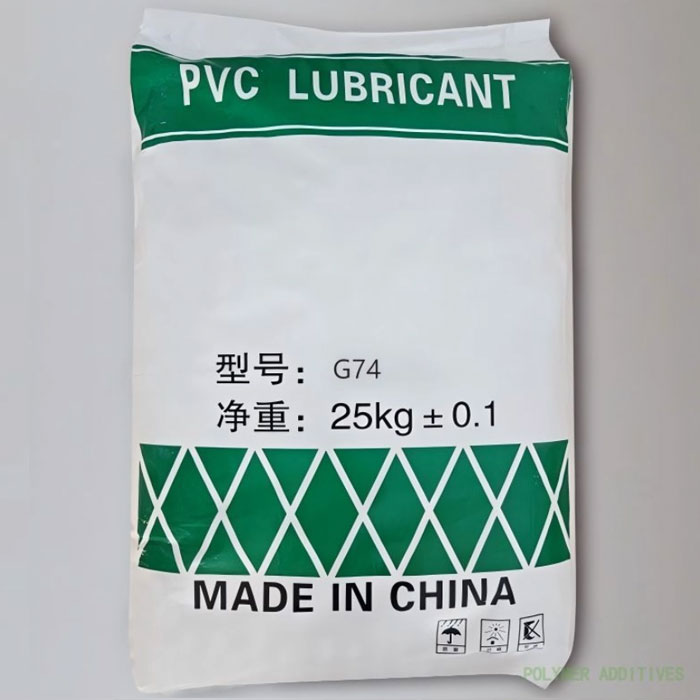 PVC LUBRICANT
型号： G74
净重：25kg ± 0.1
MADE IN CHINA
POLYMER ADDITIVES